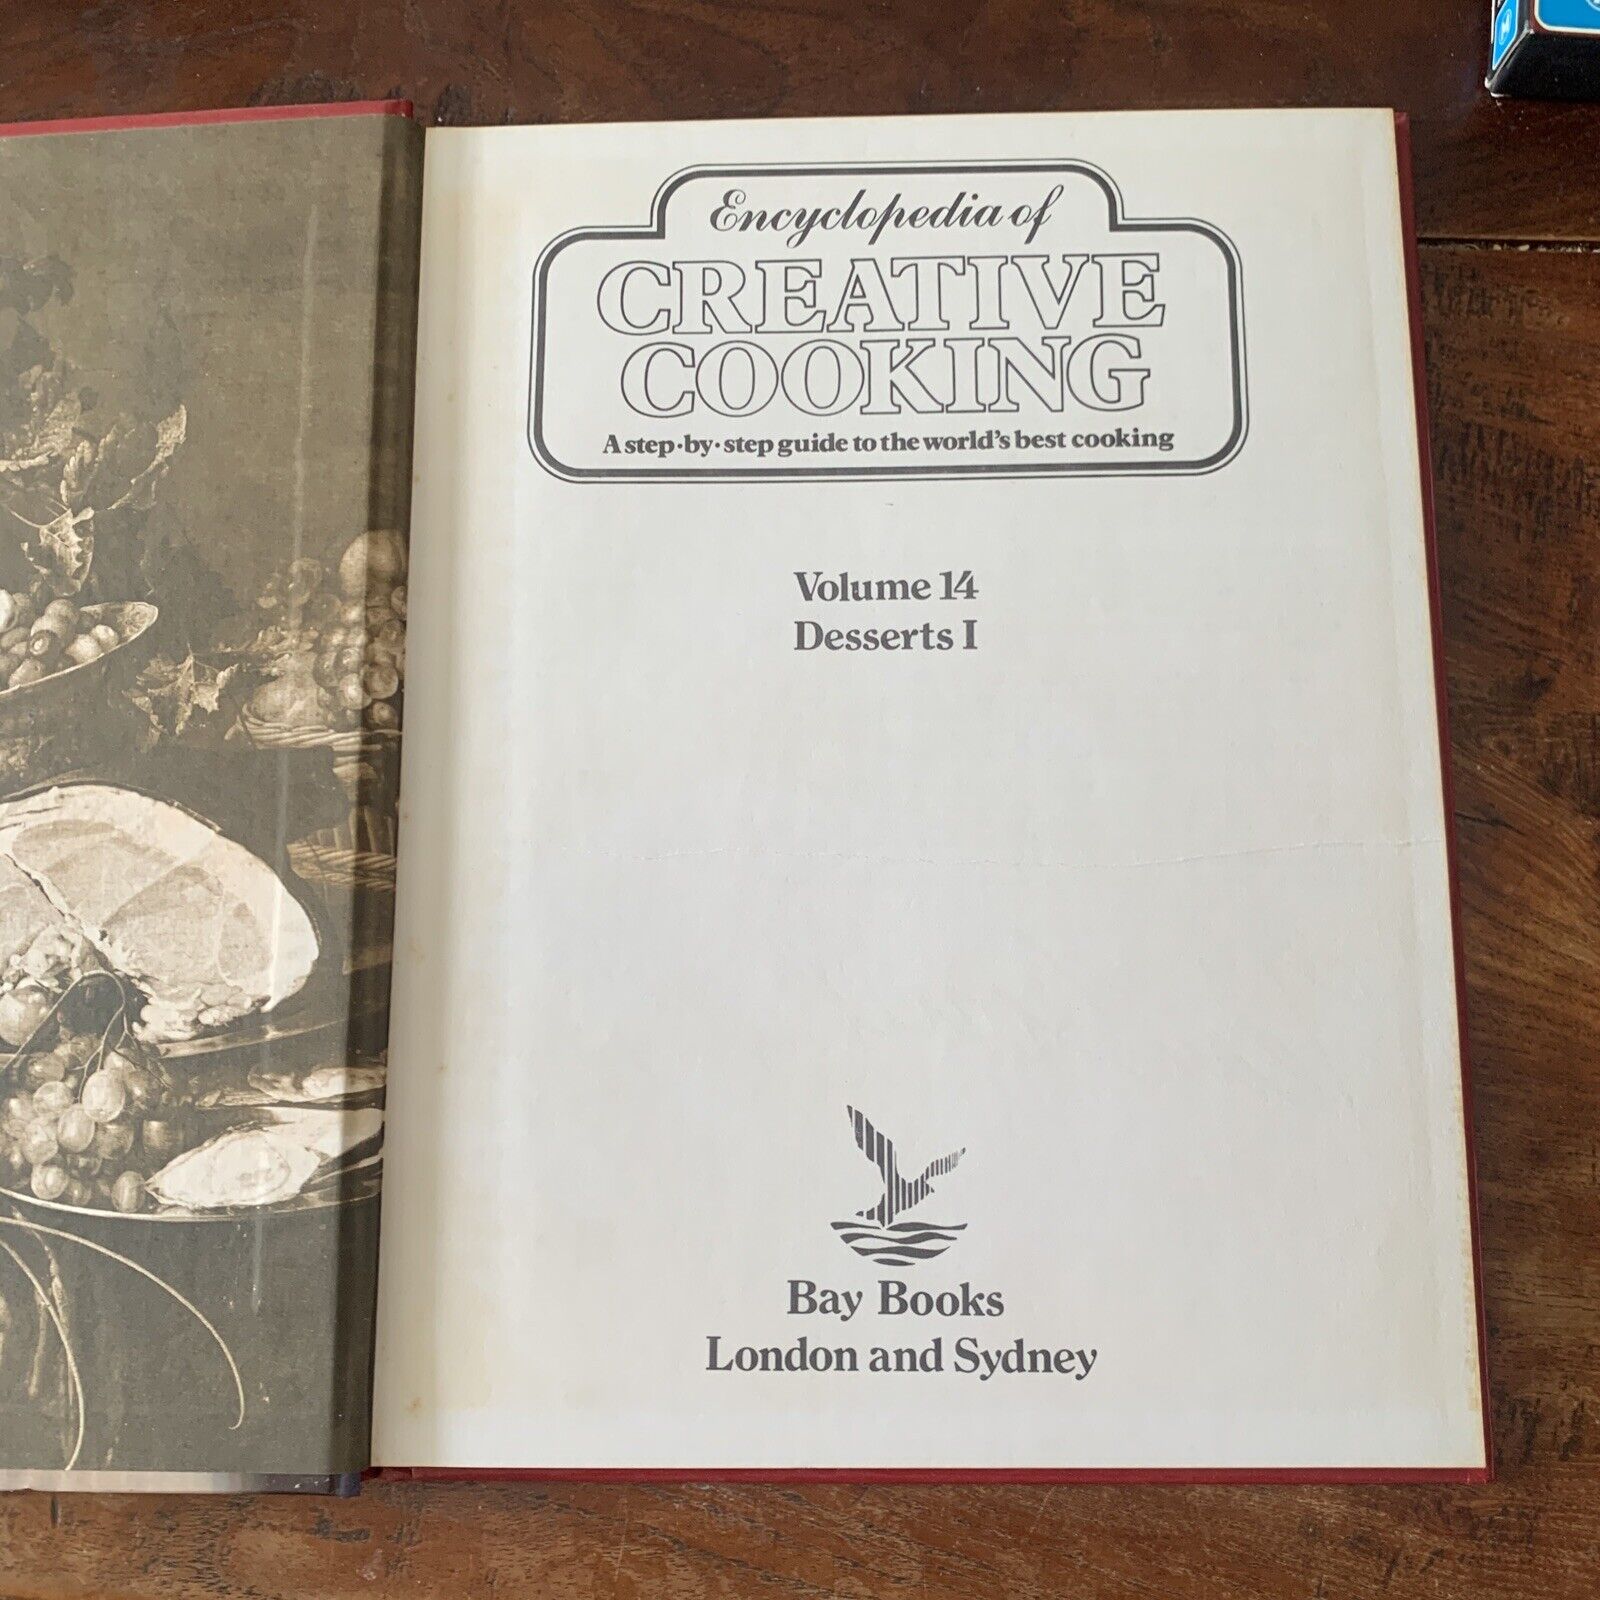 Encyclopedia of
CREATIVE
COOKING
A step·by·step guide to the world's best cooking
Volume 14
Desserts I
Bay Books
London and Sydney